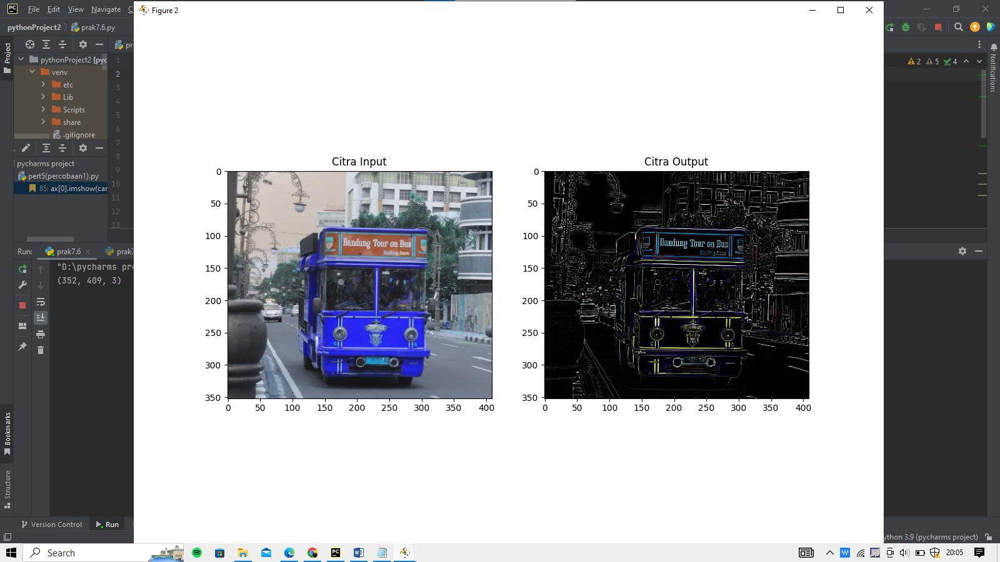 Figure 2
PC File Edit View Navigate C
pythonProject2 prak7.6.py
Project
pythonProject2 [pyc
venv
etc
Lib
Scripts
share
.gitignore
pycharms project
pert5(percobaan1).py
85: ax[0].imshow(car
1
2
3
4
5
6
7
8
9
10
11
12
13
2 5 4
Notifications
Run: prak7.6 prak7
"D:\pycharms pro
(352, 409, 3)
Bookmarks
Structure
Citra Input
0
50
100
150
200
250
300
350
0 50 100 150 200 250 300 350 400
Bandung Tour on Bus
Bandung Juara
Citra Output
0
50
100
150
200
250
300
350
0 50 100 150 200 250 300 350 400
Bandung Tour on Bus
Version Control Run
ython 3.9 (pycharms project)
Search
PC
W
W
20:05